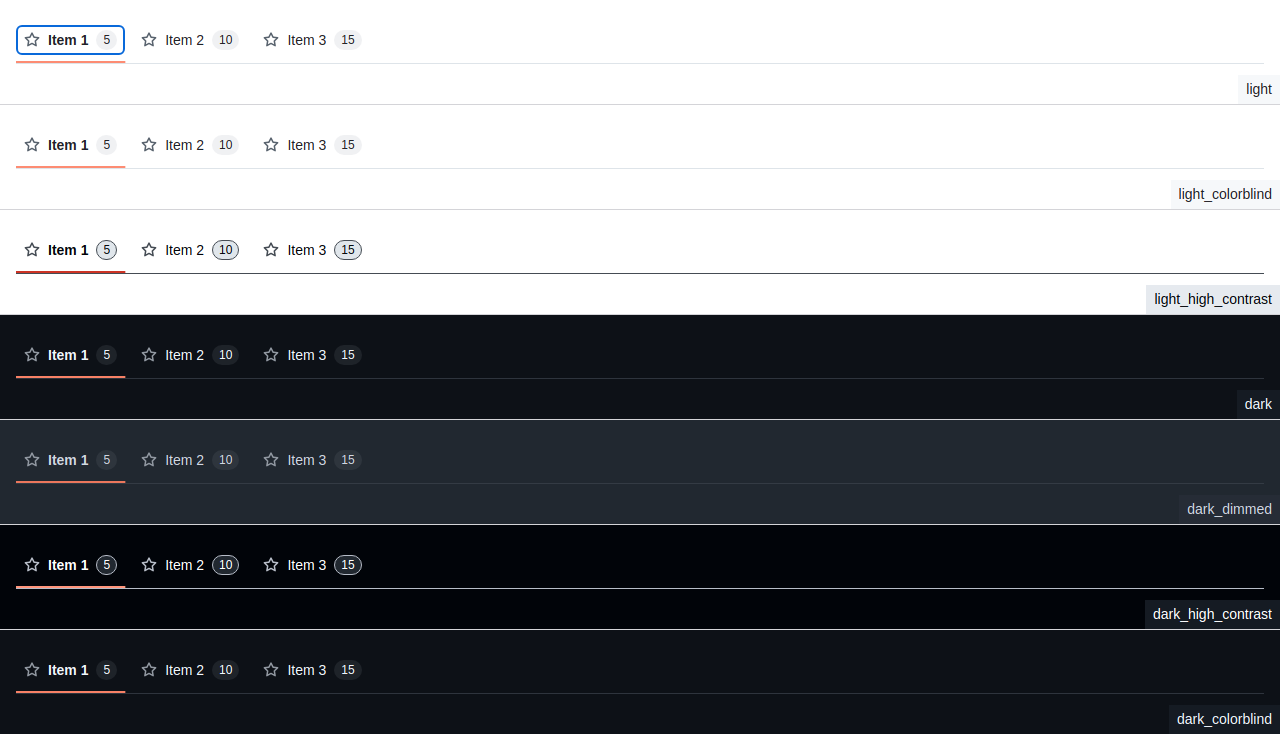 Item 1 5 Item 2 10 Item 3 15
light
Item 1 5 Item 2 10 Item 3 15
light_colorblind
Item 1 5 Item 2 10 Item 3 15
light_high_contrast
Item 1 5 Item 2 10 Item 3 15
dark
Item 1 5 Item 2 10 Item 3 15
dark_dimmed
Item 1 5 Item 2 10 Item 3 15
dark_high_contrast
Item 1 5 Item 2 10 Item 3 15
dark_colorblind